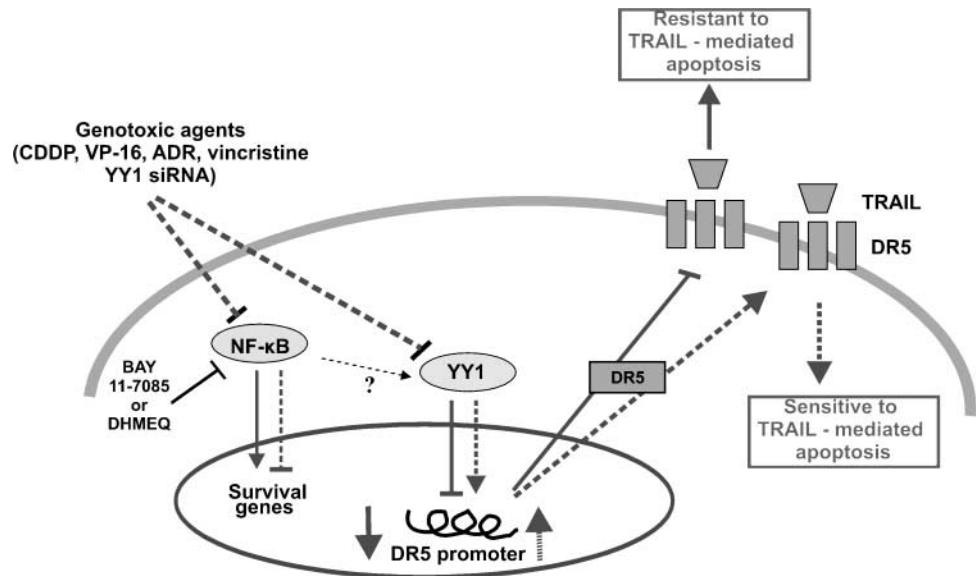 Resistant to
TRAIL - mediated
apoptosis
Genotoxic agents
(CDDP, VP-16, ADR, vincristine
YY1 siRNA)
TRAIL
DR5
NF-κB
BAY
11-7085
or
DHMEQ
?
YY1
DR5
Sensitive to
TRAIL - mediated
apoptosis
Survival
genes
DR5 promoter